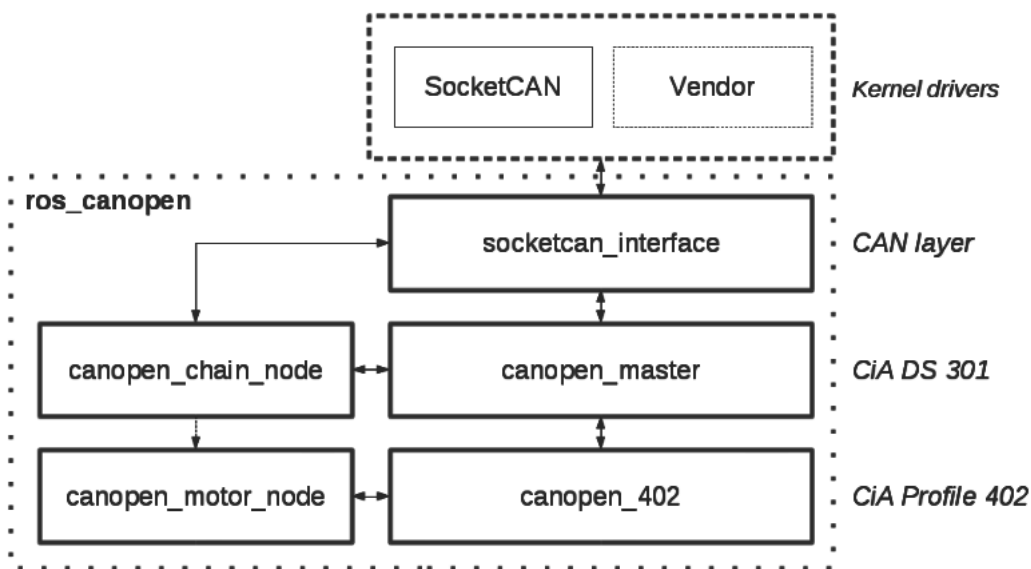 SocketCAN
Vendor
Kernel drivers
ros_canopen
socketcan_interface
CAN layer
canopen_chain_node
canopen_master
CiA DS 301
canopen_motor_node
canopen_402
CiA Profile 402